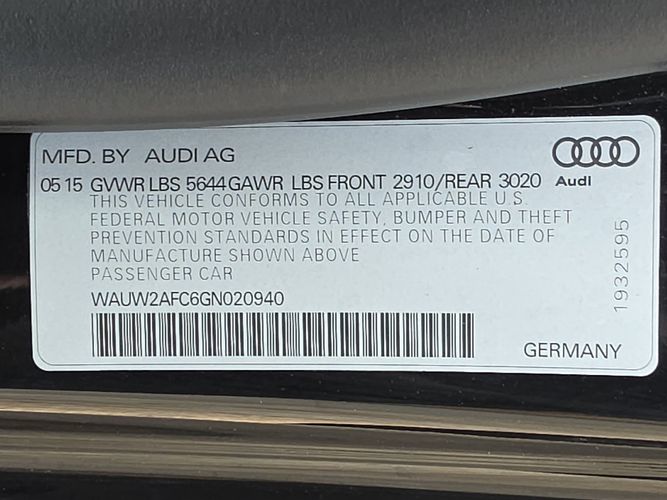 MFD. BY AUDI AG
05 15 GVWR LBS 5644 GAWR LBS FRONT 2910/REAR 3020
Audi
THIS VEHICLE CONFORMS TO ALL APPLICABLE U.S.
FEDERAL MOTOR VEHICLE SAFETY, BUMPER AND THEFT
PREVENTION STANDARDS IN EFFECT ON THE DATE OF
MANUFACTURE SHOWN ABOVE
PASSENGER CAR
WAUW2AFC6GN020940
1932595
GERMANY